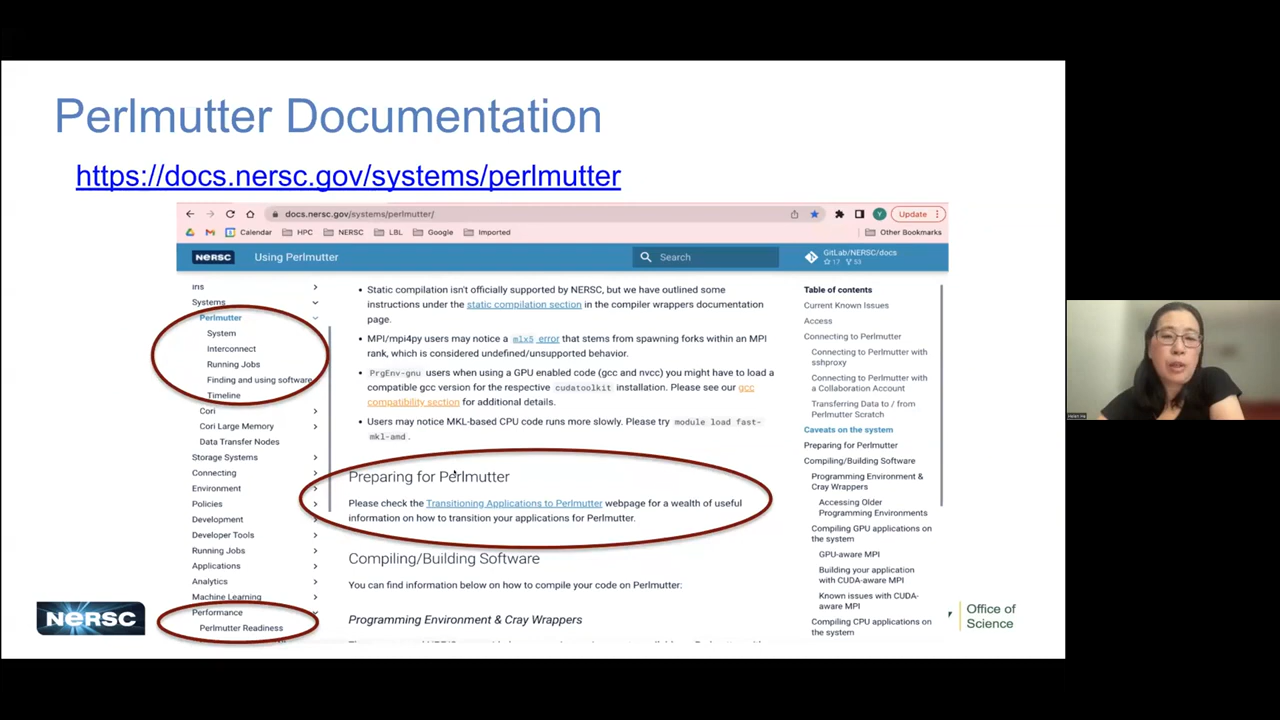 Perlmutter Documentation
https://docs.nersc.gov/systems/perlmutter
docs.nersc.gov/systems/perlmutter/
Y
Update
Calendar
HPC
NERSC
LBL
Google
Imported
Other Bookmarks
NERSC
Using Perlmutter
Search
GitLab/NERSC/docs
17 53
Systems
Perlmutter
System
Interconnect
Running Jobs
Finding and using software
Timeline
Cori
Cori Large Memory
Data Transfer Nodes
Storage Systems
Connecting
Environment
Policies
Development
Developer Tools
Running Jobs
Applications
Analytics
Machine Learning
Performance
Perlmutter Readiness
• Static compilation isn't officially supported by NERSC, but we have outlined some
instructions under the static compilation section in the compiler wrappers documentation
page.
• MPI/mpi4py users may notice a mlx5 error that stems from spawning forks within an MPI
rank, which is considered undefined/unsupported behavior.
• PrgEnv-gnu users when using a GPU enabled code (gcc and nvcc) you might have to load a
compatible gcc version for the respective cudatoolkit installation. Please see our gcc
compatibility section for additional details.
• Users may notice MKL-based CPU code runs more slowly. Please try module load fast-
mkl-amd.
Preparing for Perlmutter
Please check the Transitioning Applications to Perlmutter webpage for a wealth of useful
information on how to transition your applications for Perlmutter.
Compiling/Building Software
You can find information below on how to compile your code on Perlmutter:
Programming Environment & Cray Wrappers
Table of contents
Current Known Issues
Access
Connecting to Perlmutter
Connecting to Perlmutter with
sshproxy
Connecting to Perlmutter with
a Collaboration Account
Transferring Data to / from
Perlmutter Scratch
Caveats on the system
Preparing for Perlmutter
Compiling/Building Software
Programming Environment &
Cray Wrappers
Accessing Older
Programming Environments
Compiling GPU applications on
the system
GPU-aware MPI
Building your application
with CUDA-aware MPI
Known issues with CUDA-
aware MPI
Compiling CPU applications on
the system
NERSC
Office of
Science